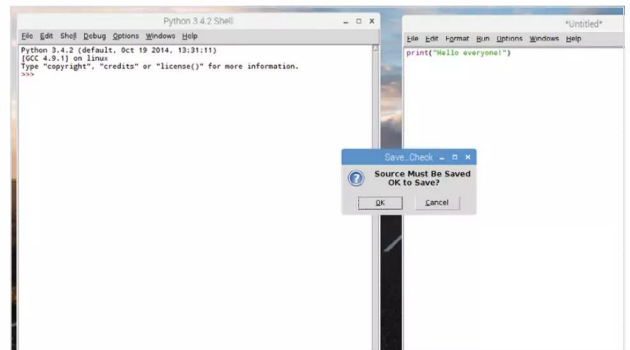 Python 3.4.2 Shell
File Edit Shell Debug Options Windows Help
Python 3.4.2 (default, Oct 19 2014, 13:31:11)
[GCC 4.9.1] on linux
Type "copyright", "credits" or "license()" for more information.
>>>
*Untitled*
File Edit Format Run Options Windows Help
print("Hello everyone!")
Save_Check
Source Must Be Saved
OK to Save?
OK Cancel